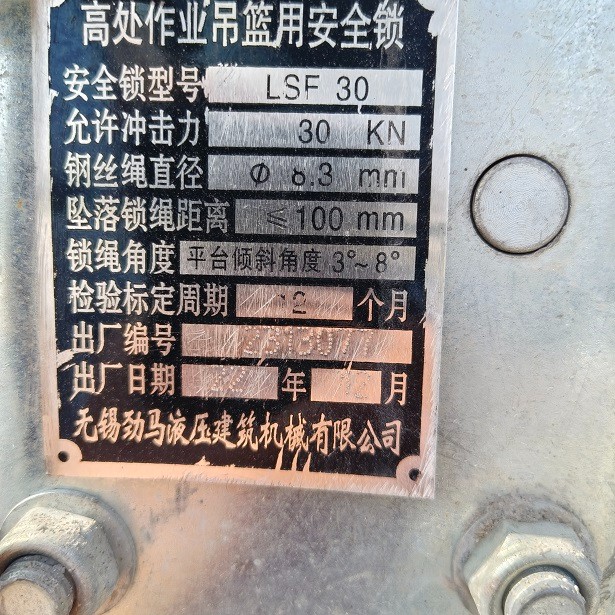 高处作业吊篮用安全锁
安全锁型号 LSF 30
允许冲击力 30 KN
钢丝绳直径 Φ 8.3 mm
坠落锁绳距离 ≤100 mm
锁绳角度 平台倾斜角度 3°~8°
检验标定周期 个月
出厂编号
出厂日期 年 月
无锡劲马液压建筑机械有限公司